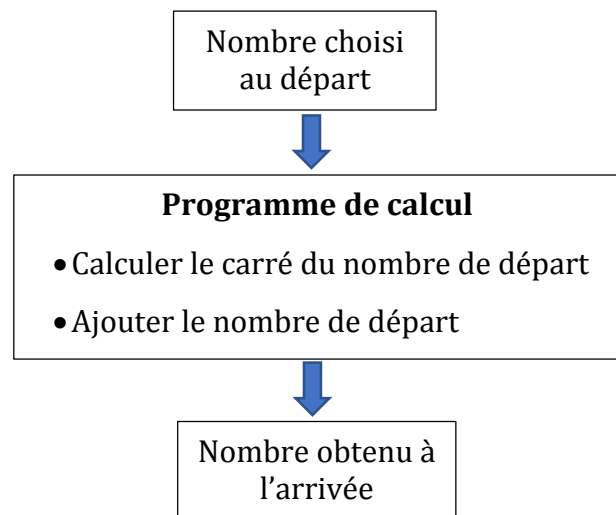 Nombre choisi
au départ
Programme de calcul
• Calculer le carré du nombre de départ
• Ajouter le nombre de départ
Nombre obtenu à
l’arrivée